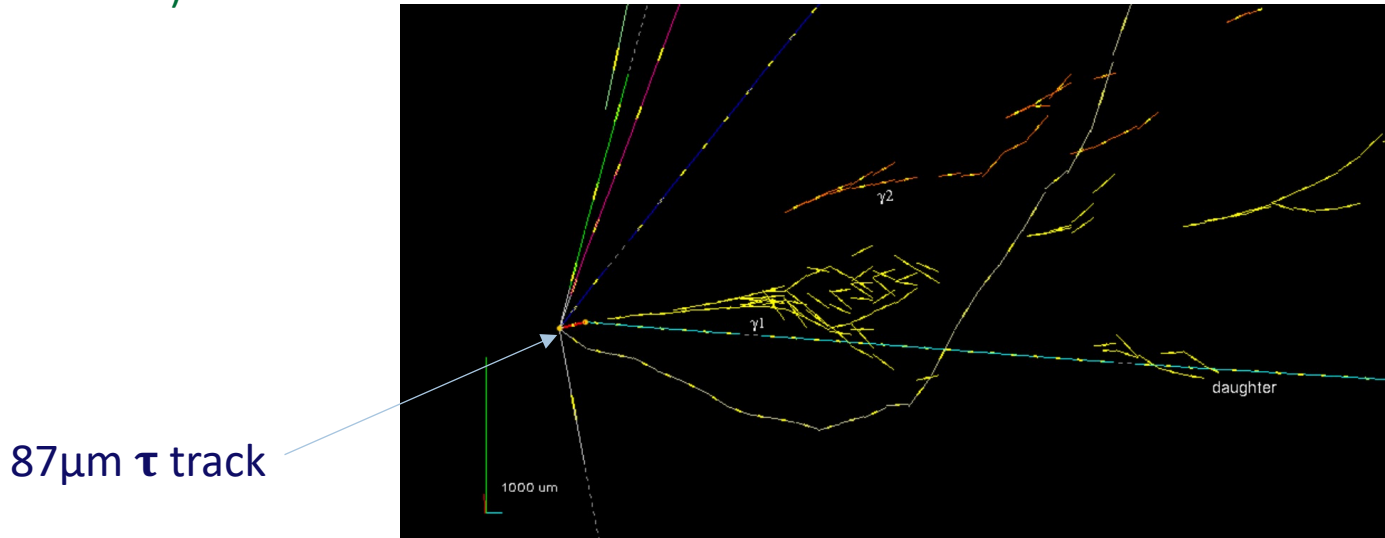 γ2
γ1
daughter
87µm τ track
1000 um